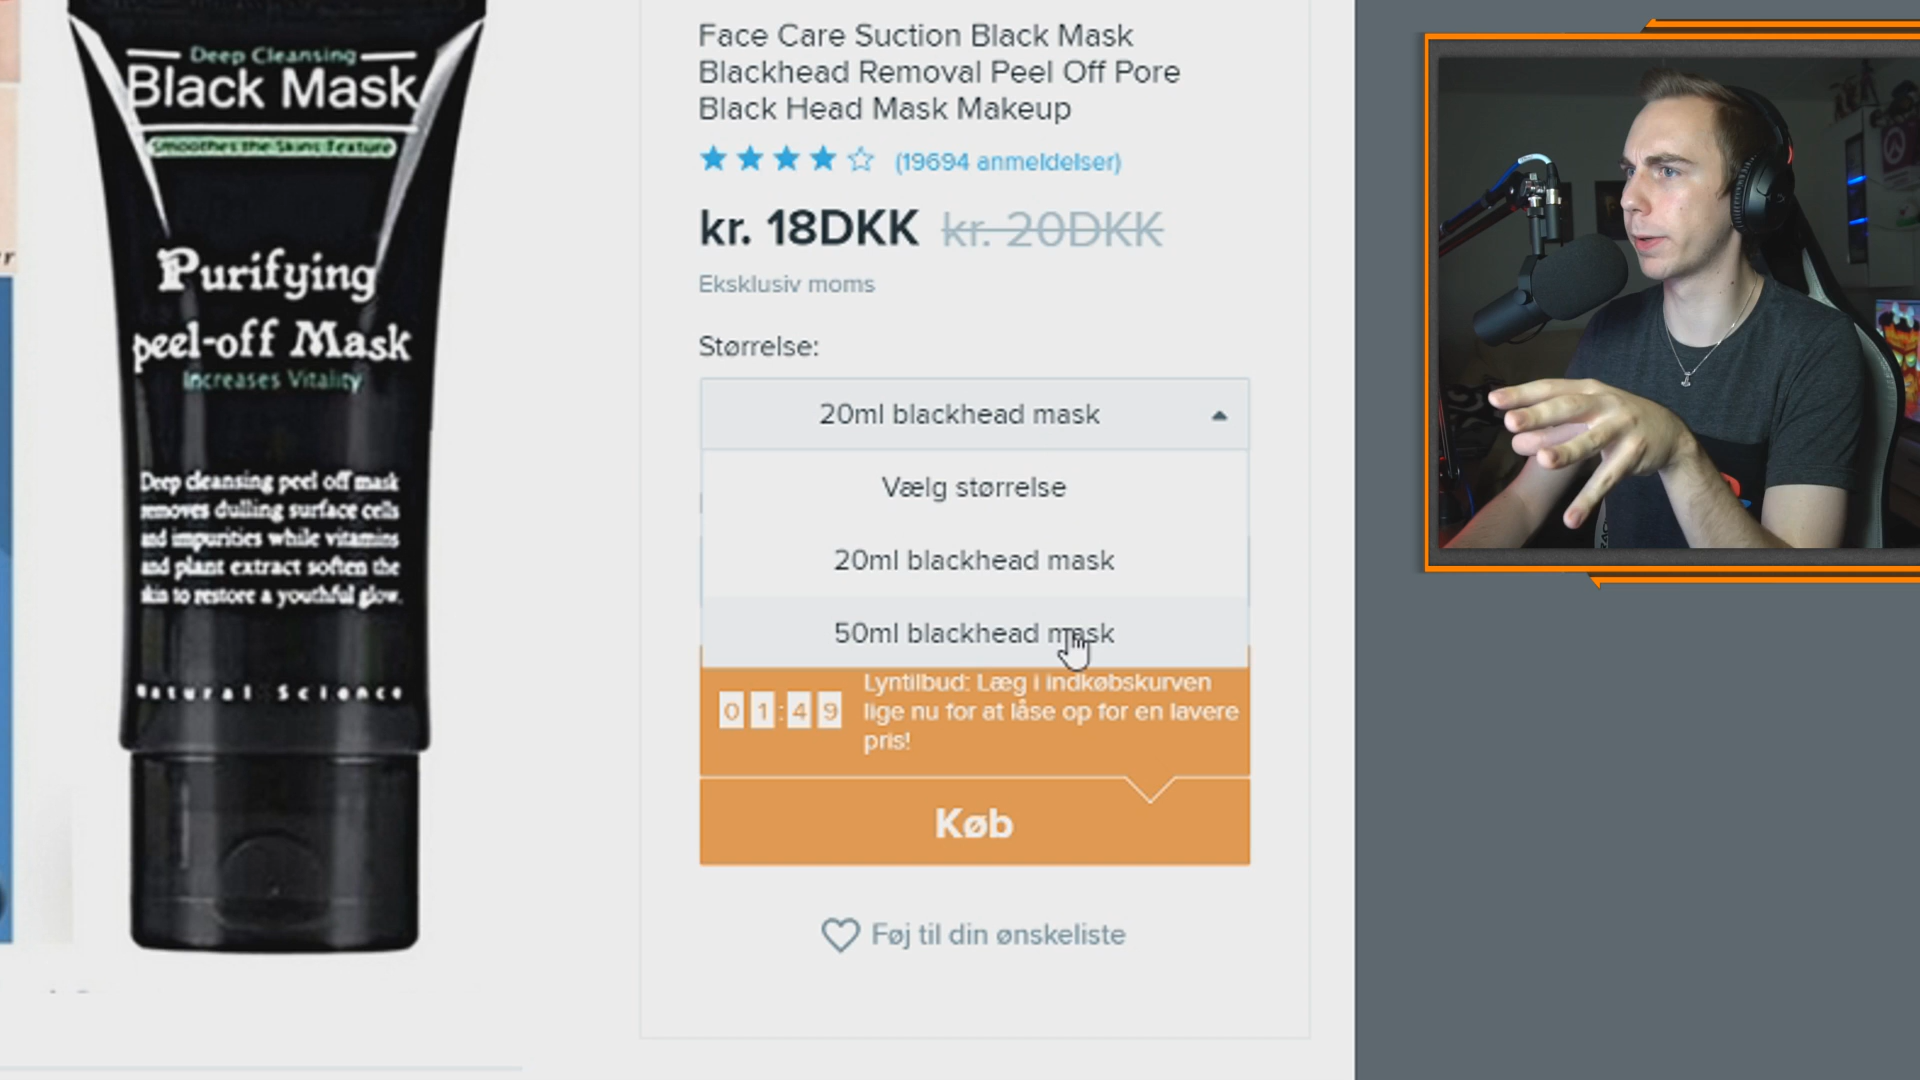 Deep Cleansing
Black Mask
Smoothes the Skins Texture
Purifying
peel-off Mask
Increases Vitality
Deep cleansing peel off mask
removes dulling surface cells
and impurities while vitamins
and plant extract soften the
skin to restore a youthful glow.
Natural Science
Face Care Suction Black Mask
Blackhead Removal Peel Off Pore
Black Head Mask Makeup
(19694 anmeldelser)
kr. 18DKK kr. 20DKK
Eksklusiv moms
Størrelse:
20ml blackhead mask
Vælg størrelse
20ml blackhead mask
50ml blackhead mask
01:49
Lyntilbud: Læg i indkøbskurven
lige nu for at låse op for en lavere
pris!
Køb
Føj til din ønskeliste